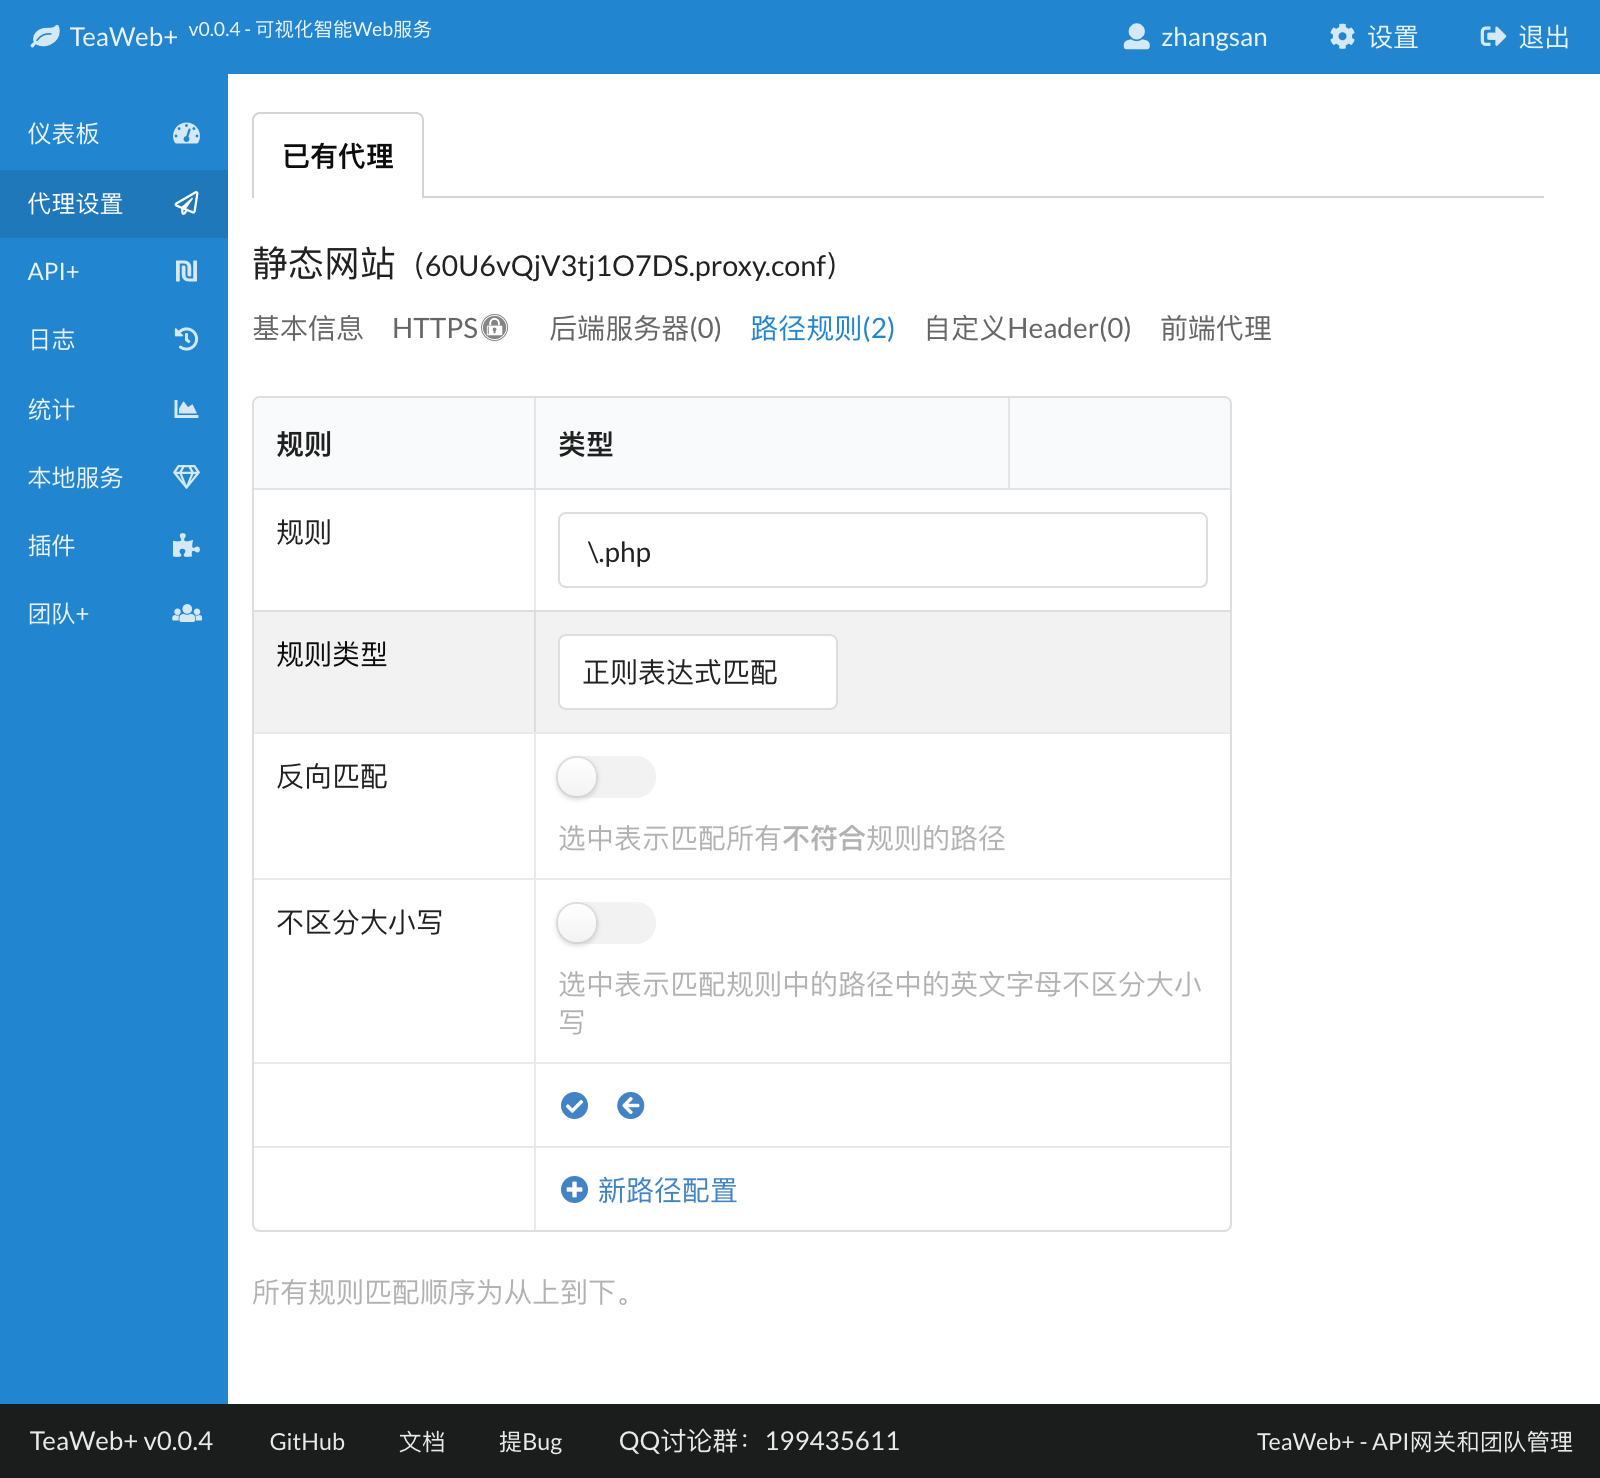 TeaWeb+ v0.0.4 - 可视化智能Web服务
zhangsan 设置 退出
仪表板
代理设置
API+
日志
统计
本地服务
插件
团队+
已有代理
静态网站（60U6vQjV3tj1O7DS.proxy.conf）
基本信息 HTTPS 后端服务器(0) 路径规则(2) 自定义Header(0) 前端代理
规则 类型
规则 \.php
规则类型 正则表达式匹配
反向匹配
选中表示匹配所有不符合规则的路径
不区分大小写
选中表示匹配规则中的路径中的英文字母不区分大小
写
新路径配置
所有规则匹配顺序为从上到下。
TeaWeb+ v0.0.4 GitHub 文档 提Bug QQ讨论群：199435611 TeaWeb+ - API网关和团队管理